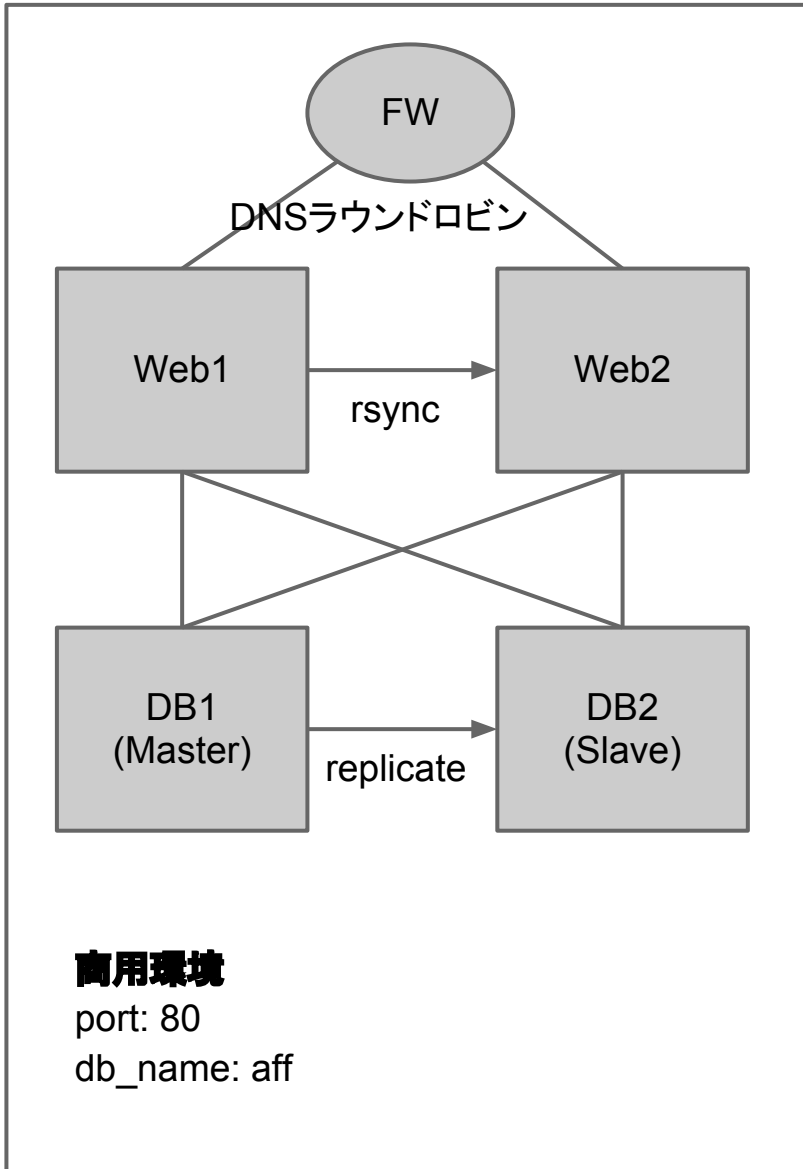 FW
DNSラウンドロビン
Web1
Web2
rsync
DB1
(Master)
DB2
(Slave)
replicate
商用環境
port: 80
db_name: aff